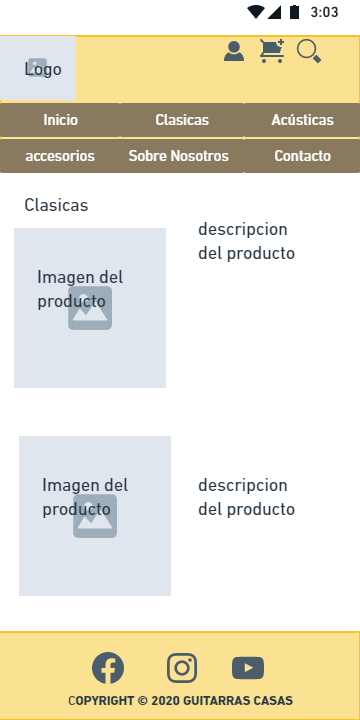 3:03
Logo
Inicio
Clasicas
Acústicas
accesorios
Sobre Nosotros
Contacto
Clasicas
Imagen del
producto
descripcion
del producto
Imagen del
producto
descripcion
del producto
COPYRIGHT © 2020 GUITARRAS CASAS